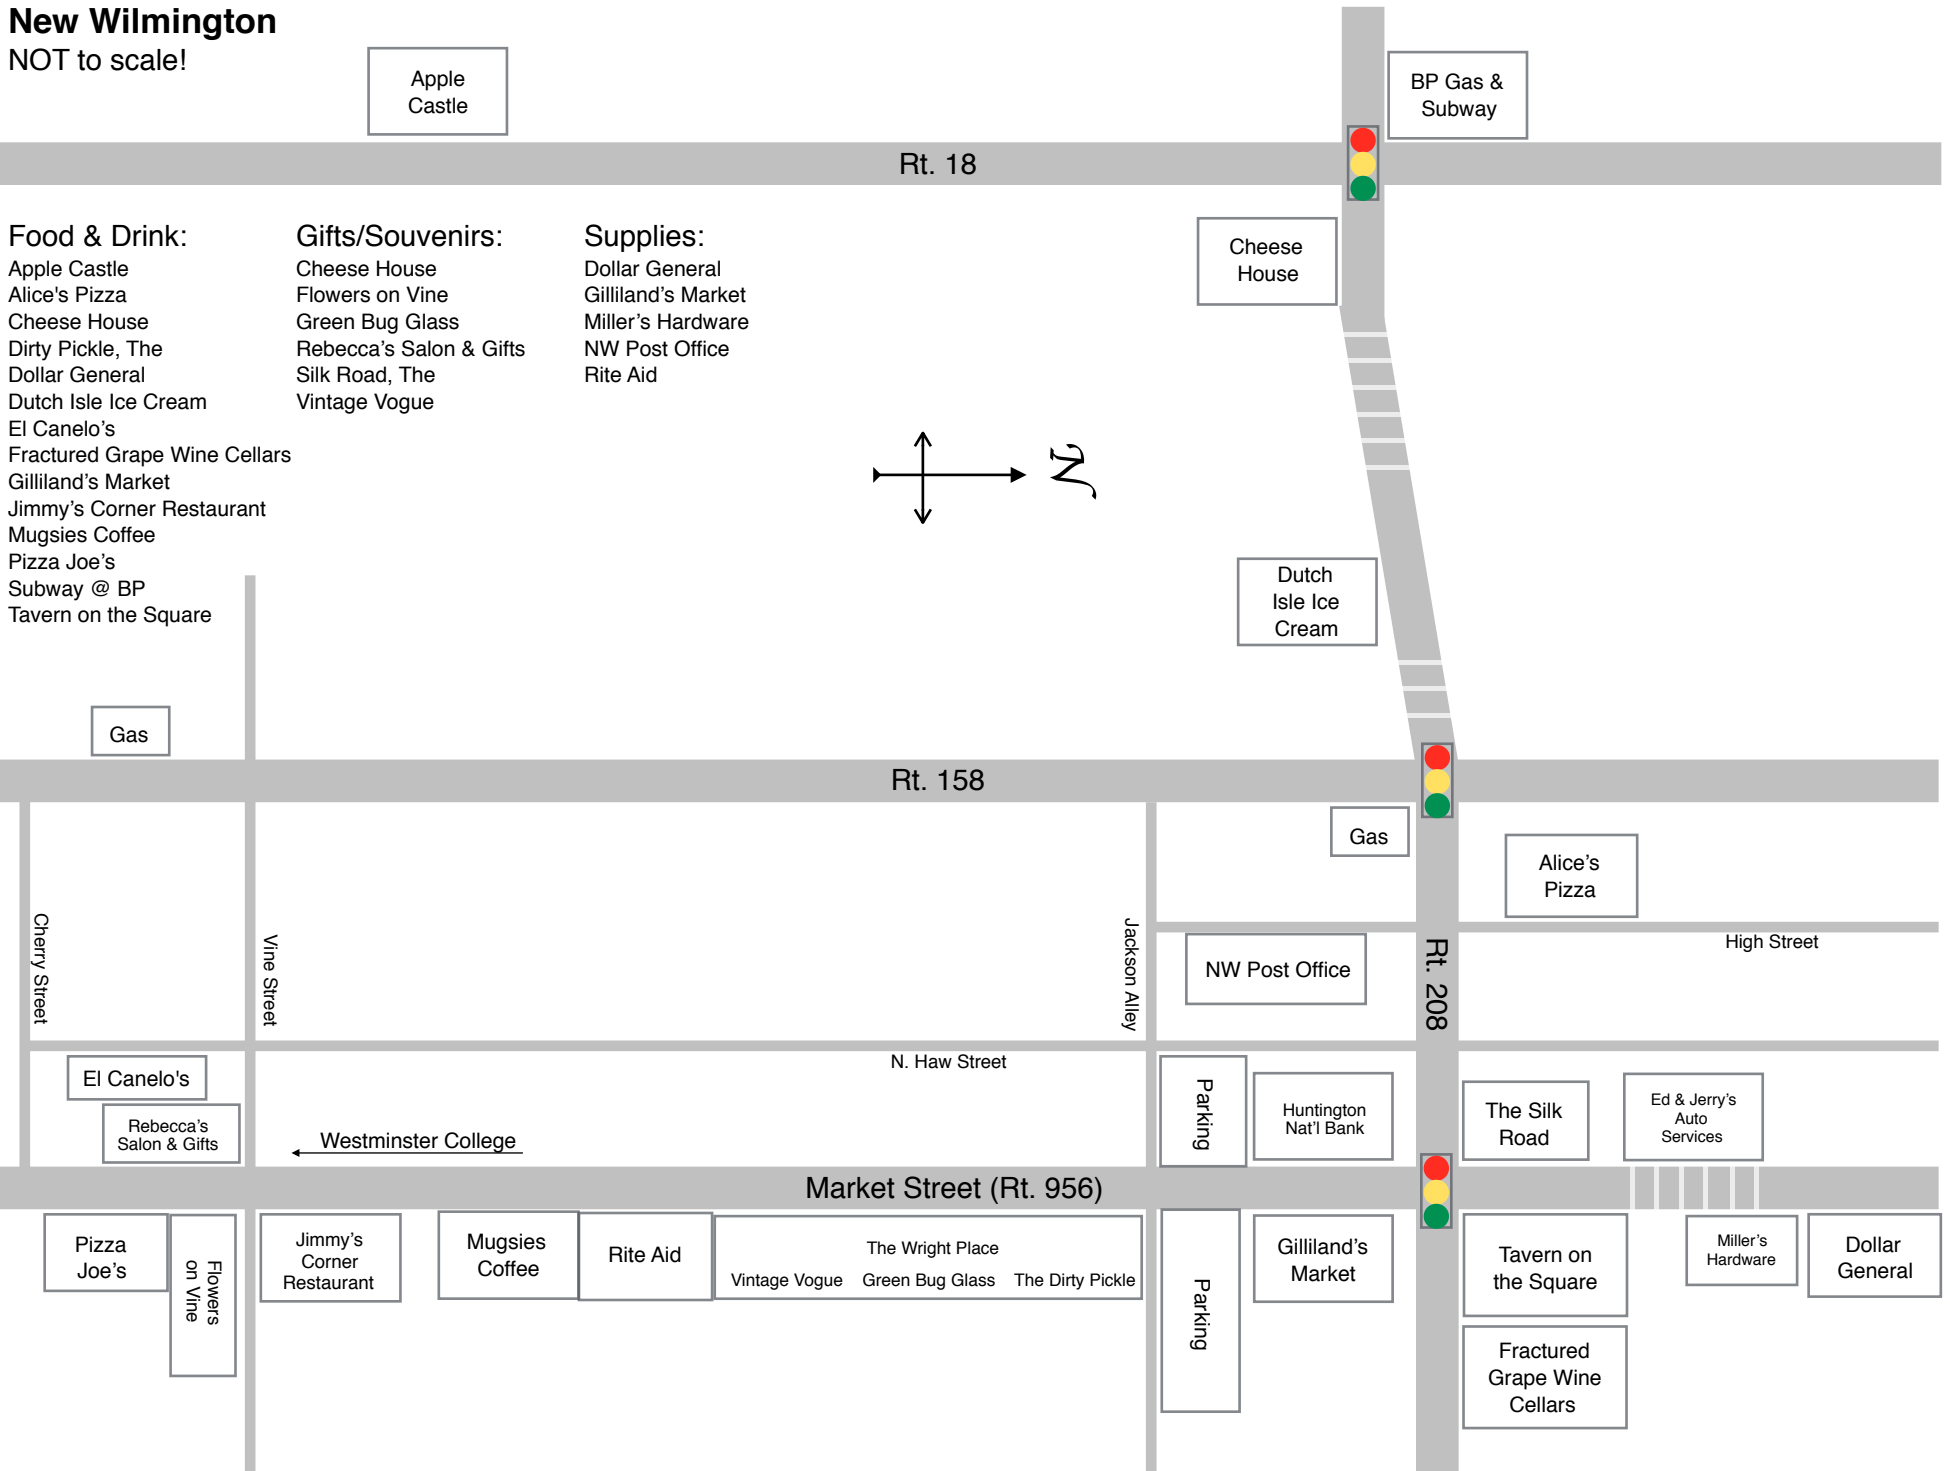 New Wilmington
NOT to scale!
Apple
Castle
BP Gas &
Subway
Rt. 18
Cheese
House
Food & Drink:
Apple Castle
Alice's Pizza
Cheese House
Dirty Pickle, The
Dollar General
Dutch Isle Ice Cream
El Canelo’s
Fractured Grape Wine Cellars
Gilliland’s Market
Jimmy’s Corner Restaurant
Mugsies Coffee
Pizza Joe’s
Subway @ BP
Tavern on the Square
Gifts/Souvenirs:
Cheese House
Flowers on Vine
Green Bug Glass
Rebecca’s Salon & Gifts
Silk Road, The
Vintage Vogue
Supplies:
Dollar General
Gilliland’s Market
Miller’s Hardware
NW Post Office
Rite Aid
N
Dutch
Isle Ice
Cream
Gas
Rt. 158
Gas
Alice’s
Pizza
Cherry Street
Vine Street
Jackson Alley
NW Post Office
Rt. 208
High Street
N. Haw Street
El Canelo's
Rebecca’s
Salon & Gifts
Westminster College
Parking
Huntington
Nat’l Bank
The Silk
Road
Ed & Jerry’s
Auto
Services
Market Street (Rt. 956)
Pizza
Joe’s
Flowers
on Vine
Jimmy’s
Corner
Restaurant
Mugsies
Coffee
Rite Aid
The Wright Place
Vintage Vogue
Green Bug Glass
The Dirty Pickle
Parking
Gilliland’s
Market
Tavern on
the Square
Miller’s
Hardware
Dollar
General
Fractured
Grape Wine
Cellars